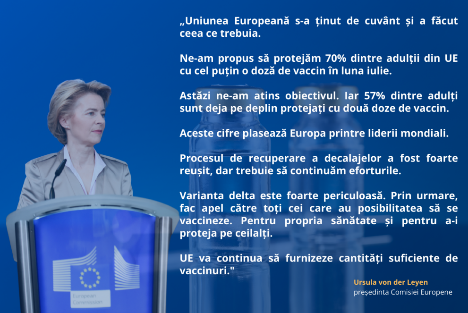 „Uniunea Europeană s-a ținut de cuvânt și a făcut
ceea ce trebuia.
Ne-am propus să protejăm 70% dintre adulții din UE
cu cel puțin o doză de vaccin în luna iulie.
Astăzi ne-am atins obiectivul. Iar 57% dintre adulți
sunt deja pe deplin protejați cu două doze de vaccin.
Aceste cifre plasează Europa printre liderii mondiali.
Procesul de recuperare a decalajelor a fost foarte
reușit, dar trebuie să continuăm eforturile.
Varianta delta este foarte periculoasă. Prin urmare,
fac apel către toți cei care au posibilitatea să se
vaccineze. Pentru propria sănătate și pentru a-i
proteja pe ceilalți.
UE va continua să furnizeze cantități suficiente de
vaccinuri."
Ursula von der Leyen
președinta Comisiei Europene
European
Commission